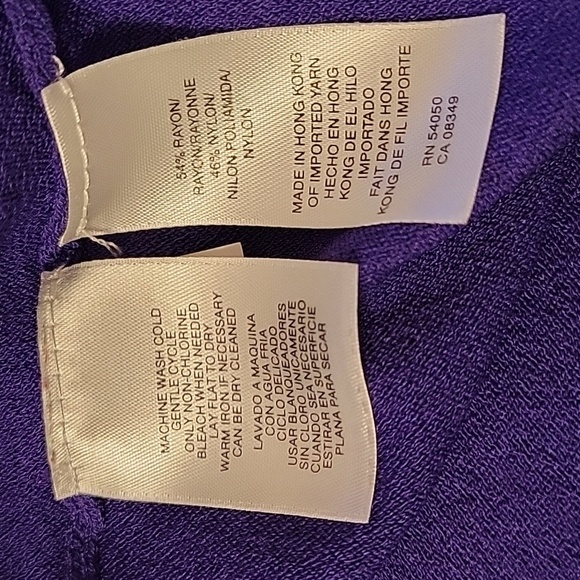 54% RAYON/
RAYON/RAYONNE
46% NYLON/
NILON POLIAMIDA/
NYLON
MADE IN HONG KONG
OF IMPORTED YARN
HECHO EN HONG
KONG DE EL HILO
IMPORTADO
FAIT DANS HONG
KONG DE FIL IMPORTE
RN 54050
CA 08349
MACHINE WASH COLD
GENTLE CYCLE
ONLY NON-CHLORINE
BLEACH WHEN NEEDED
LAY FLAT TO DRY
WARM IRON IF NECESSARY
CAN BE DRY CLEANED
LAVADO A MAQUINA
CON AGUA FRIA
CICLO DELICADO
USAR BLANQUEADORES
SIN CLORO UNICAMENTE
CUANDO SEA NECESARIO
ESTIRAR EN SUPERFICIE
PLANA PARA SECAR